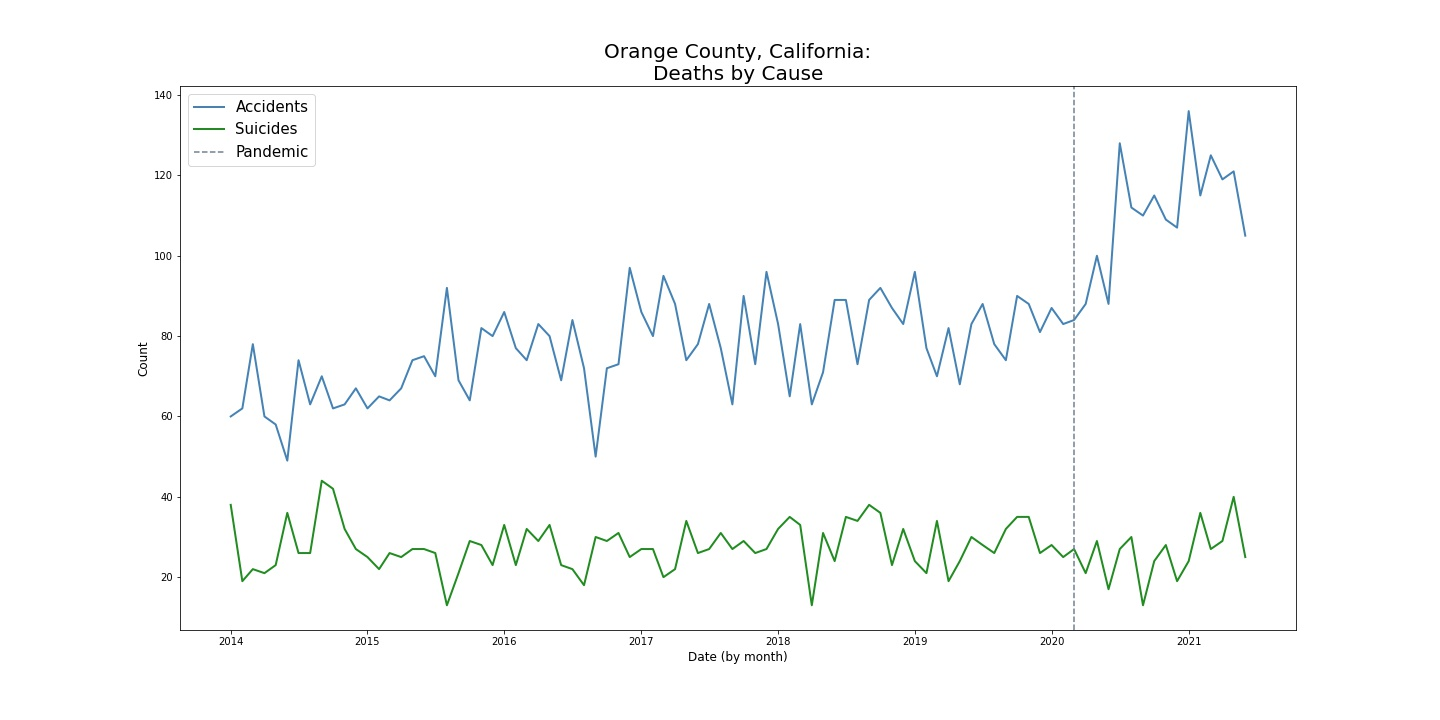 Orange County, California:
Deaths by Cause
Accidents
Suicides
Pandemic
140
120
100
80
60
40
20
Count
2014 2015 2016 2017 2018 2019 2020 2021
Date (by month)